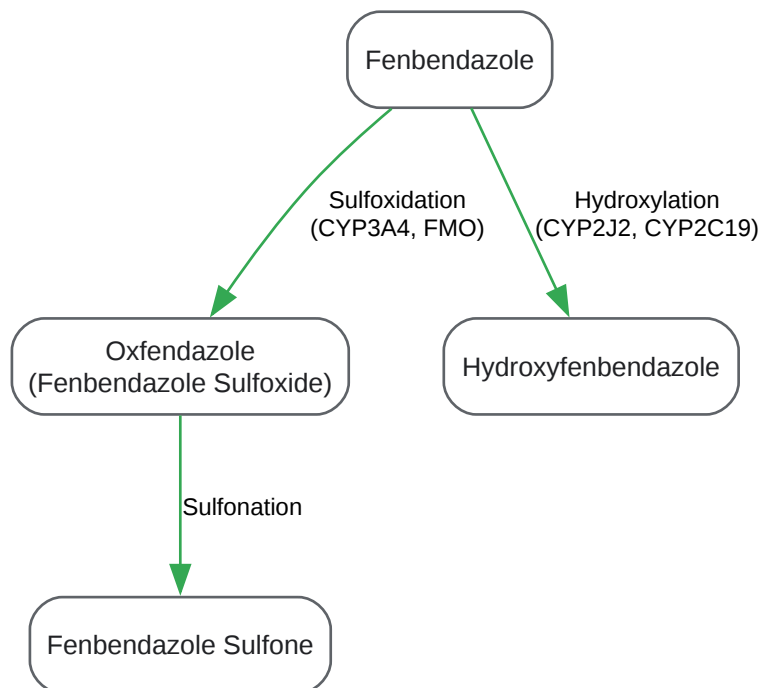 Fenbendazole
Sulfoxidation
(CYP3A4, FMO)
Hydroxylation
(CYP2J2, CYP2C19)
Oxfendazole
(Fenbendazole Sulfoxide)
Hydroxyfenbendazole
Sulfonation
Fenbendazole Sulfone